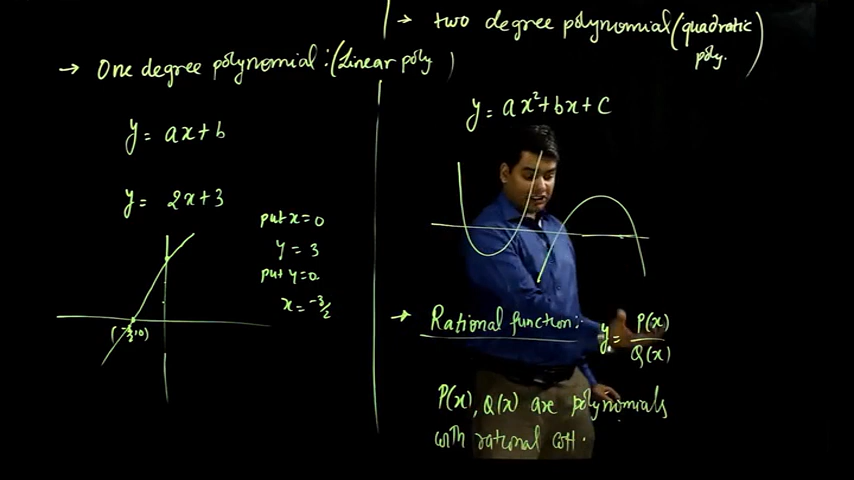 → One degree polynomial : (Linear poly)
y = ax + b
y = 2x + 3
put x = 0
y = 3
put y = 0
x = -3/2
(-3/2, 0)
→ two degree polynomial (quadratic
poly.)
y = ax² + bx + c
→ Rational function :- y = P(x)/Q(x)
P(x), Q(x) are polynomials
with rational coff.